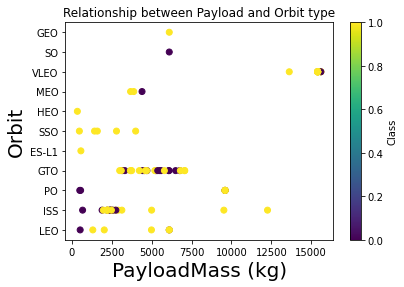 Relationship between Payload and Orbit type
GEO
SO
VLEO
MEO
HEO
SSO
ES-L1
GTO
PO
ISS
LEO
Orbit
0 2500 5000 7500 10000 12500 15000
PayloadMass (kg)
1.0
0.8
0.6
0.4
0.2
0.0
Class